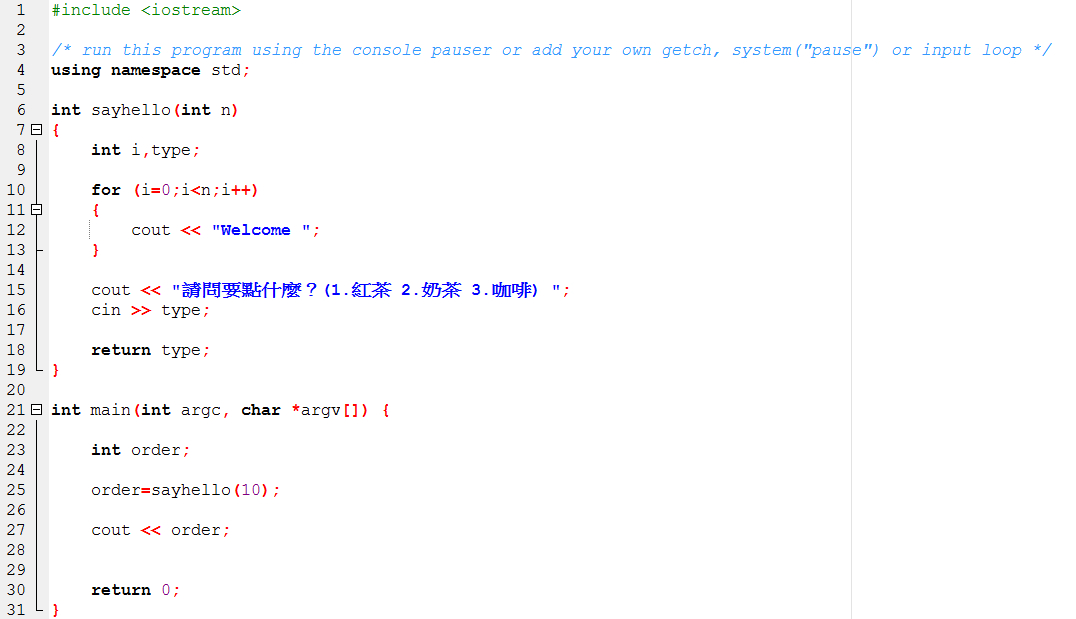 1 #include <iostream>
2
3 /* run this program using the console pauser or add your own getch, system("pause") or input loop */
4 using namespace std;
5
6 int sayhello(int n)
7 {
8 int i,type;
9
10 for (i=0;i<n;i++)
11 {
12 cout << "Welcome ";
13 }
14
15 cout << "請問要點什麼？(1.紅茶 2.奶茶 3.咖啡) ";
16 cin >> type;
17
18 return type;
19 }
20
21 int main(int argc, char *argv[]) {
22
23 int order;
24
25 order=sayhello(10);
26
27 cout << order;
28
29
30 return 0;
31 }